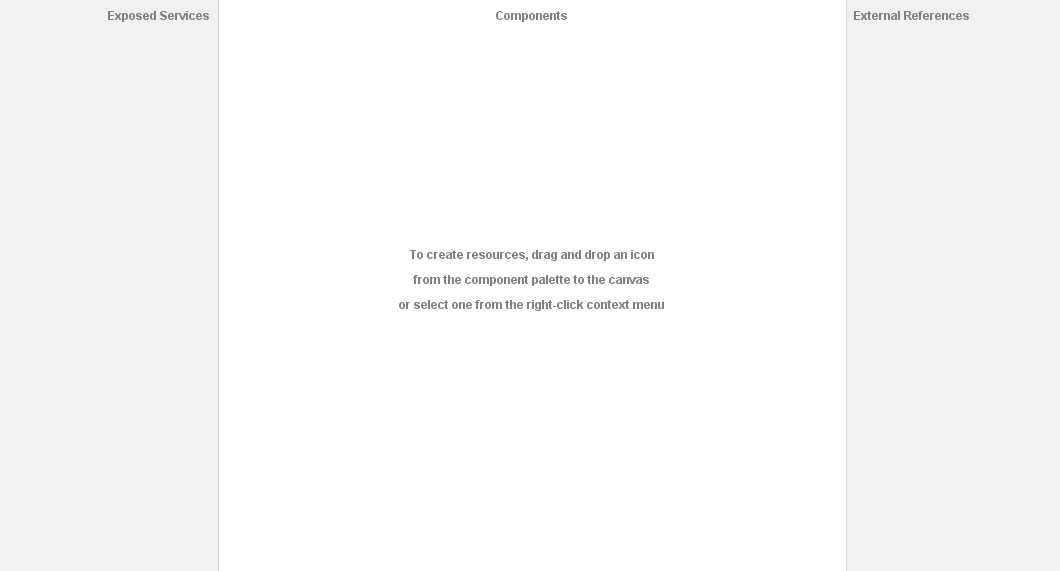 Exposed Services
Components
External References
To create resources, drag and drop an icon
from the component palette to the canvas
or select one from the right-click context menu